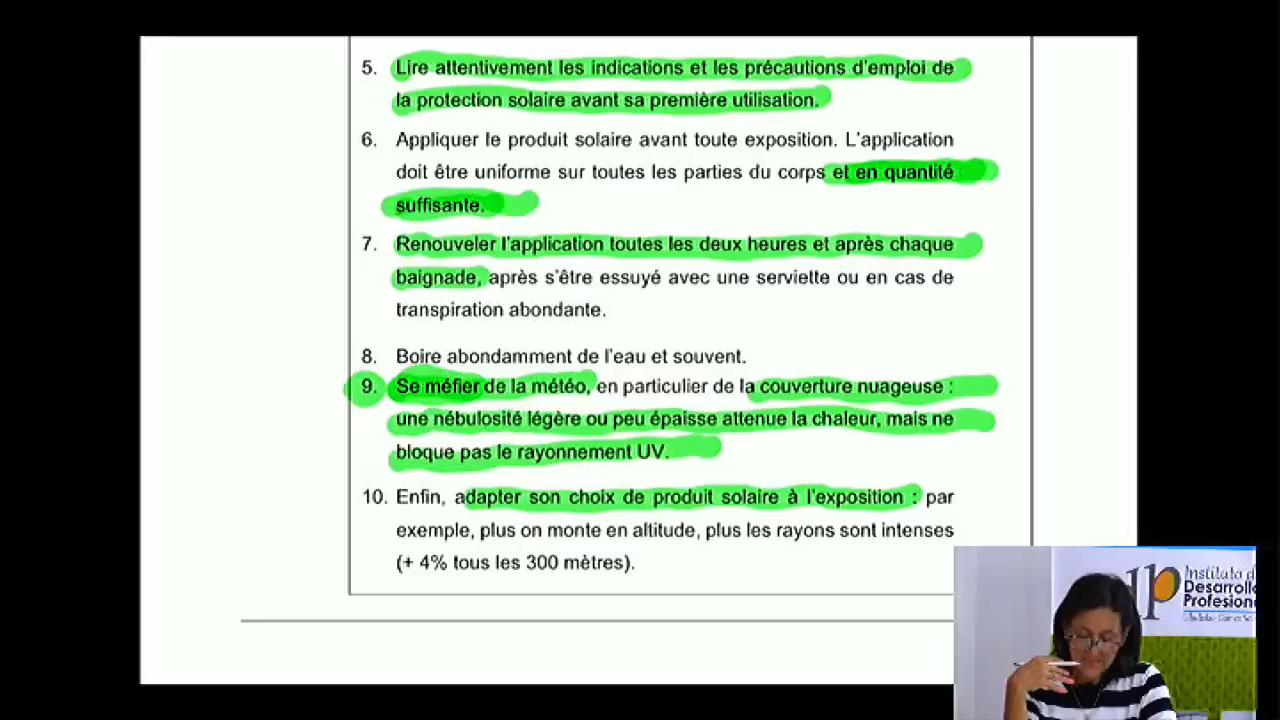 5. Lire attentivement les indications et les précautions d'emploi de
la protection solaire avant sa première utilisation.
6. Appliquer le produit solaire avant toute exposition. L'application
doit être uniforme sur toutes les parties du corps et en quantité
suffisante.
7. Renouveler l'application toutes les deux heures et après chaque
baignade, après s'être essuyé avec une serviette ou en cas de
transpiration abondante.
8. Boire abondamment de l'eau et souvent.
9. Se méfier de la météo, en particulier de la couverture nuageuse :
une nébulosité légère ou peu épaisse attenue la chaleur, mais ne
bloque pas le rayonnement UV.
10. Enfin, adapter son choix de produit solaire à l'exposition : par
exemple, plus on monte en altitude, plus les rayons sont intenses
(+ 4% tous les 300 mètres).
Instituto d
Desarrollo
Profesion